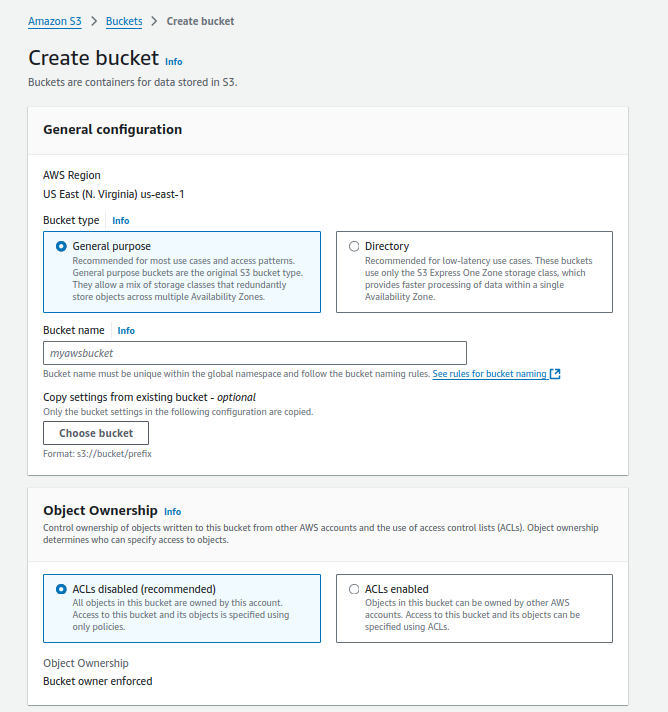 Amazon S3 > Buckets > Create bucket
Create bucket Info
Buckets are containers for data stored in S3.
General configuration
AWS Region
US East (N. Virginia) us-east-1
Bucket type Info
General purpose
Recommended for most use cases and access patterns.
General purpose buckets are the original S3 bucket type.
They allow a mix of storage classes that redundantly
store objects across multiple Availability Zones.
Directory
Recommended for low-latency use cases. These buckets
use only the S3 Express One Zone storage class, which
provides faster processing of data within a single
Availability Zone.
Bucket name Info
myawsbucket
Bucket name must be unique within the global namespace and follow the bucket naming rules. See rules for bucket naming
Copy settings from existing bucket - optional
Only the bucket settings in the following configuration are copied.
Choose bucket
Format: s3://bucket/prefix
Object Ownership Info
Control ownership of objects written to this bucket from other AWS accounts and the use of access control lists (ACLs). Object ownership
determines who can specify access to objects.
ACLs disabled (recommended)
All objects in this bucket are owned by this account.
Access to this bucket and its objects is specified using
only policies.
ACLs enabled
Objects in this bucket can be owned by other AWS
accounts. Access to this bucket and its objects can be
specified using ACLs.
Object Ownership
Bucket owner enforced